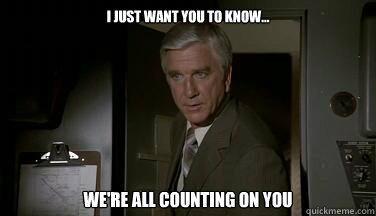 I JUST WANT YOU TO KNOW...
WE'RE ALL COUNTING ON YOU
quickmeme.com